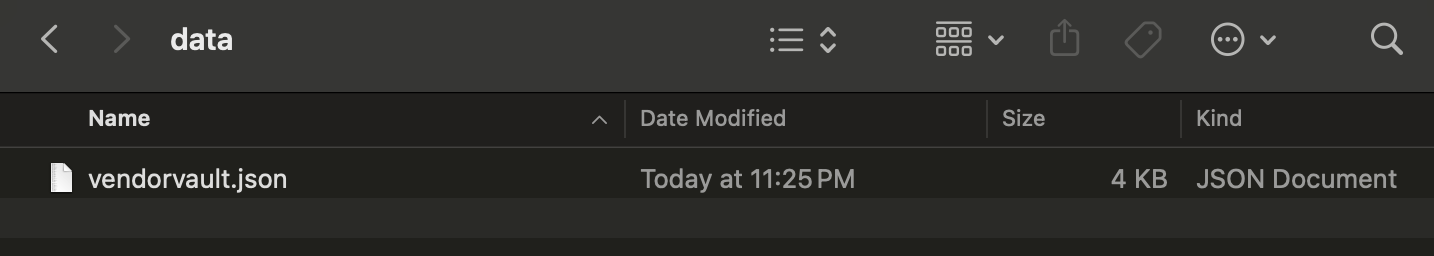 data
Name Date Modified Size Kind
vendorvault.json Today at 11:25 PM 4 KB JSON Document